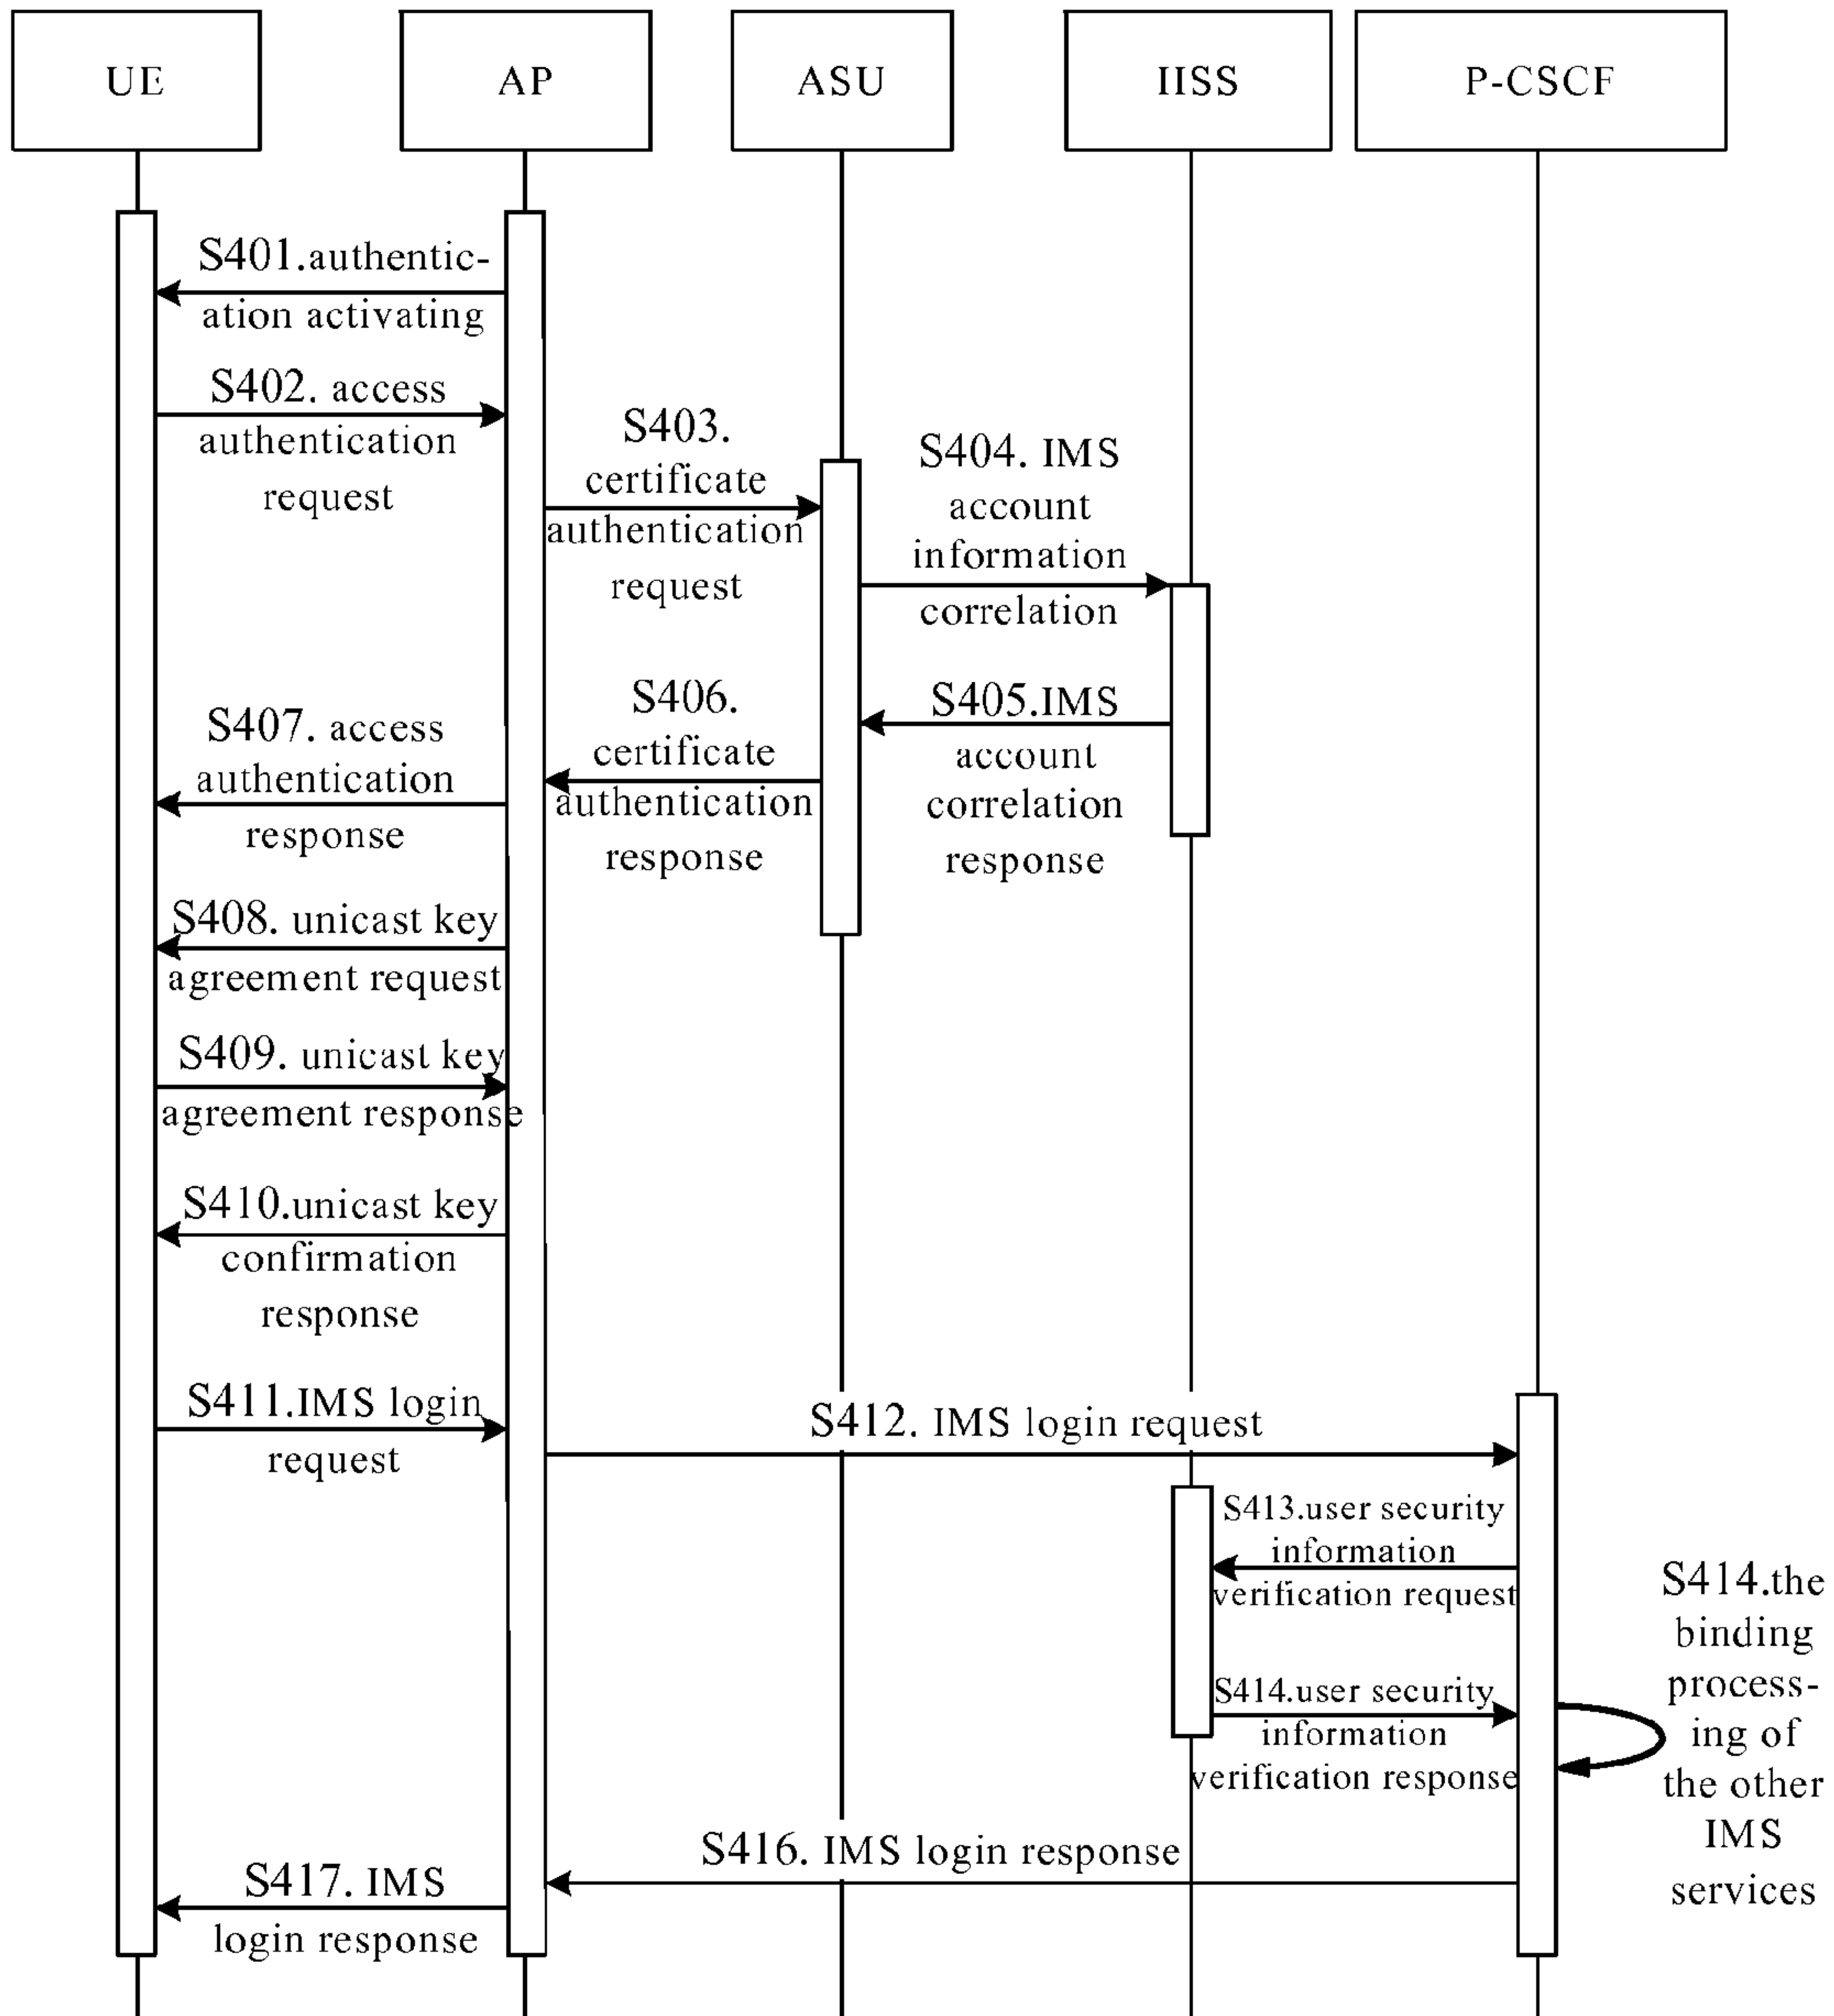 UE
AP
ASU
IISS
P-CSCF
S401.authentic-
ation activating
S402. access
authentication
request
S403.
certificate
authentication
request
S404. IMS
account
information
correlation
S405.IMS
account
correlation
response
S406.
certificate
authentication
response
S407. access
authentication
response
S408. unicast key
agreement request
S409. unicast key
agreement response
S410.unicast key
confirmation
response
S411.IMS login
request
S412. IMS login request
S413.user security
information
verification request
S414.user security
information
verification response
S414.the
binding
process-
ing of
the other
IMS
services
S416. IMS login response
S417. IMS
login response